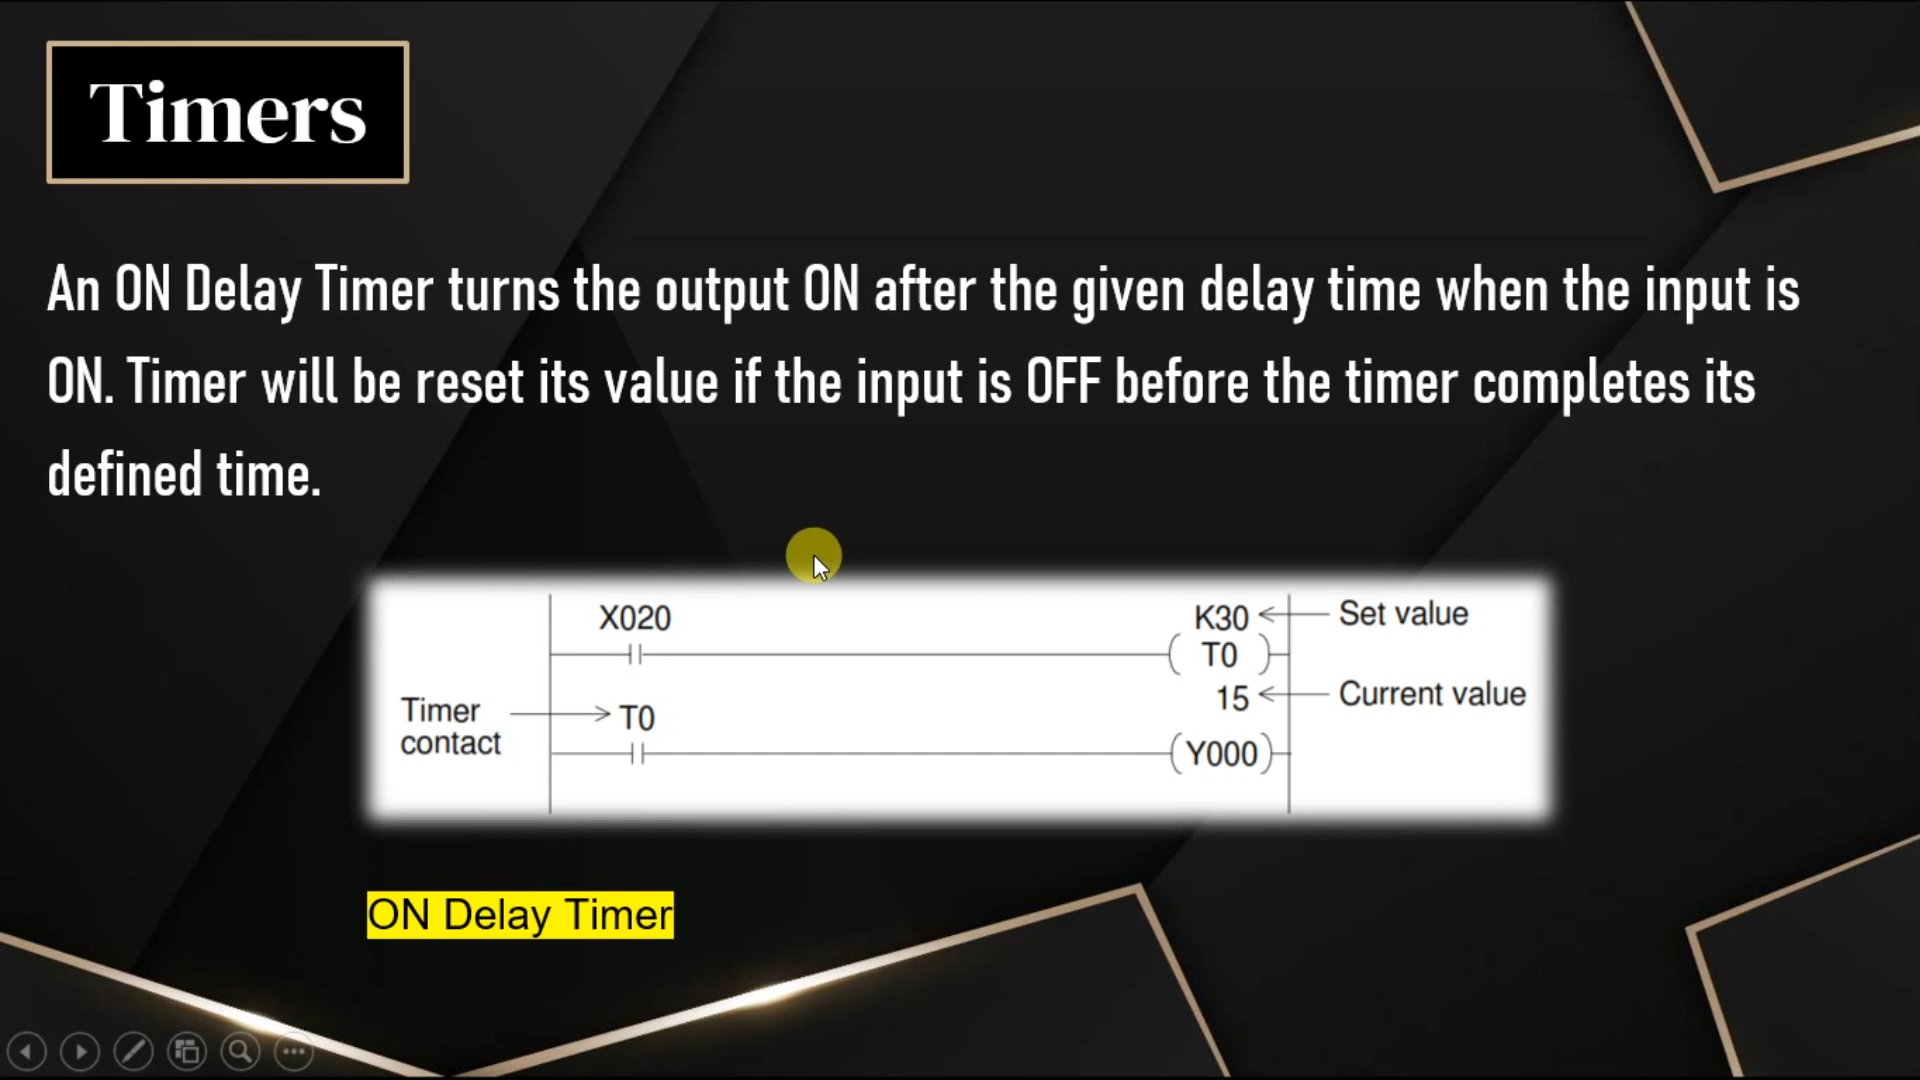 Timers
An ON Delay Timer turns the output ON after the given delay time when the input is
ON. Timer will be reset its value if the input is OFF before the timer completes its
defined time.
X020
K30
Set value
T0
15
Current value
Timer
contact
T0
Y000
ON Delay Timer